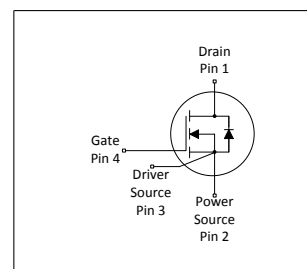 Drain
Pin 1
Gate
Pin 4
Driver
Source
Pin 3
Power
Source
Pin 2